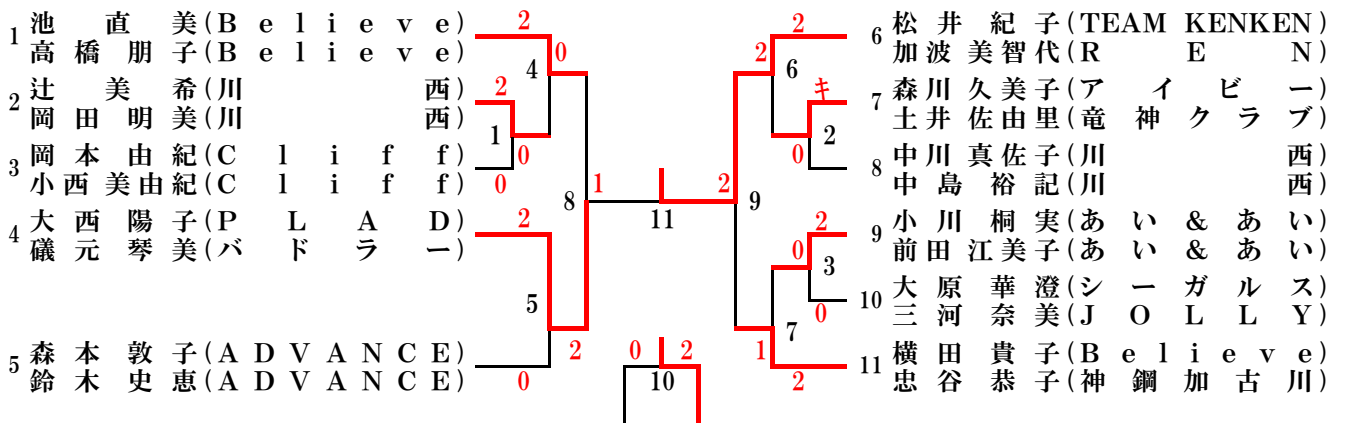 1
池直美(Believe)
高橋朋子(Believe)
2
辻美希(川西)
岡田明美(川西)
3
岡本由紀(Cliff)
小西美由紀(Cliff)
4
大西陽子(PLAD)
礒元琴美(バドラー)
5
森本敦子(ADVANCE)
鈴木史恵(ADVANCE)
2
0
4
2
1
0
0
8
1
2
5
2
0
11
0
2
10
2
9
2
2
6
キ
2
0
2
0
3
0
7
1
2
6
松井紀子(TEAM KENKEN)
加波美智代(REN)
7
森川久美子(アイビー)
土井佐由里(竜神クラブ)
8
中川真佐子(川西)
中島裕記(川西)
9
小川桐実(あい&あい)
前田江美子(あい&あい)
10
大原華澄(シーガルス)
三河奈美(JOLLY)
11
横田貴子(Believe)
忠谷恭子(神鋼加古川)